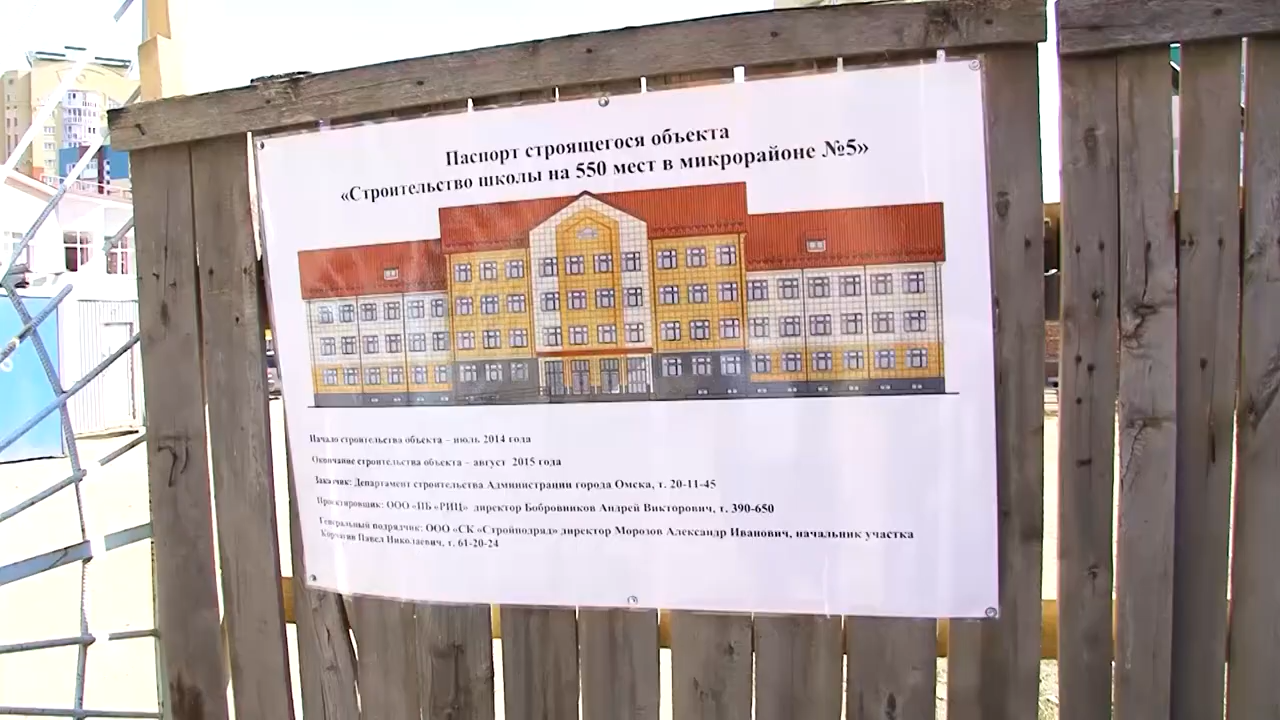 Паспорт строящегося объекта
«Строительство школы на 550 мест в микрорайоне №5»
Начало строительства объекта – июль 2014 года
Окончание строительства объекта – август 2015 года
Заказчик: Департамент строительства Администрации города Омска, т. 20-11-45
Проектировщик: ООО «ПБ «РИЦ» директор Бобровников Андрей Викторович, т. 390-650
Генеральный подрядчик: ООО «СК «Стройподряд» директор Морозов Александр Иванович, начальник участка
Корчагин Павел Николаевич, т. 61-20-24